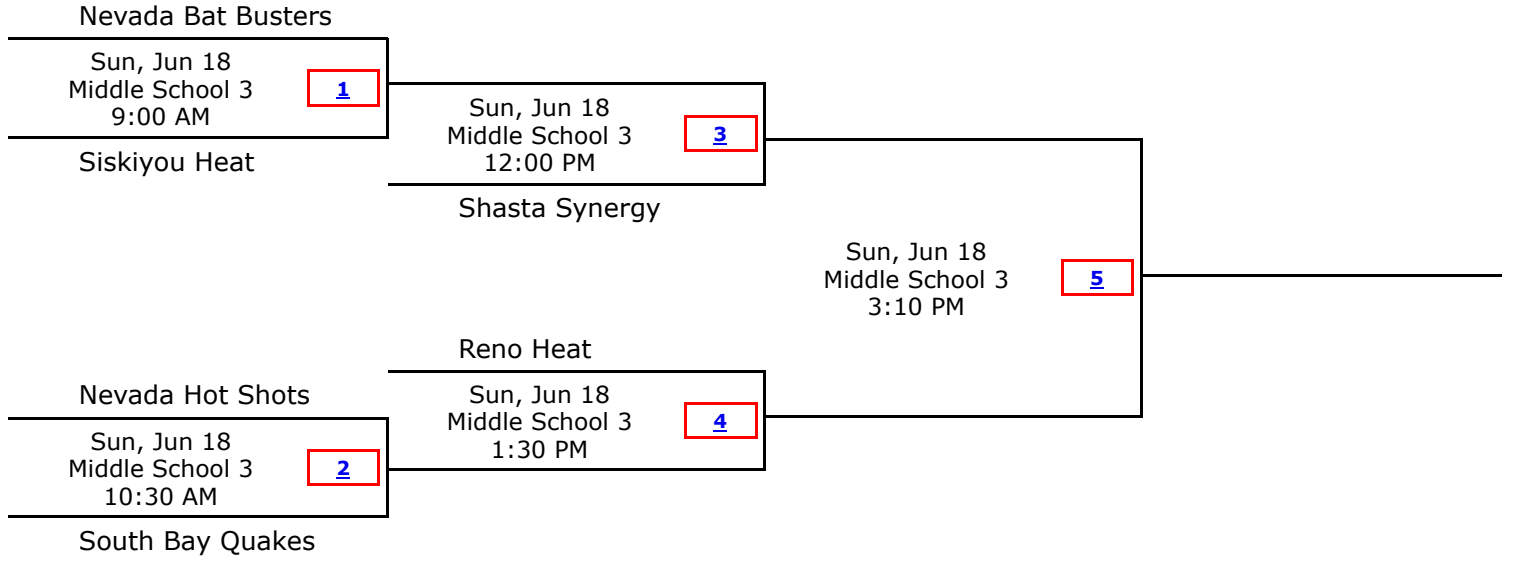 Nevada Bat Busters
Sun, Jun 18
Middle School 3
9:00 AM
1
Siskiyou Heat
Sun, Jun 18
Middle School 3
12:00 PM
3
Shasta Synergy
Sun, Jun 18
Middle School 3
3:10 PM
5
Reno Heat
Sun, Jun 18
Middle School 3
1:30 PM
4
Nevada Hot Shots
Sun, Jun 18
Middle School 3
10:30 AM
2
South Bay Quakes